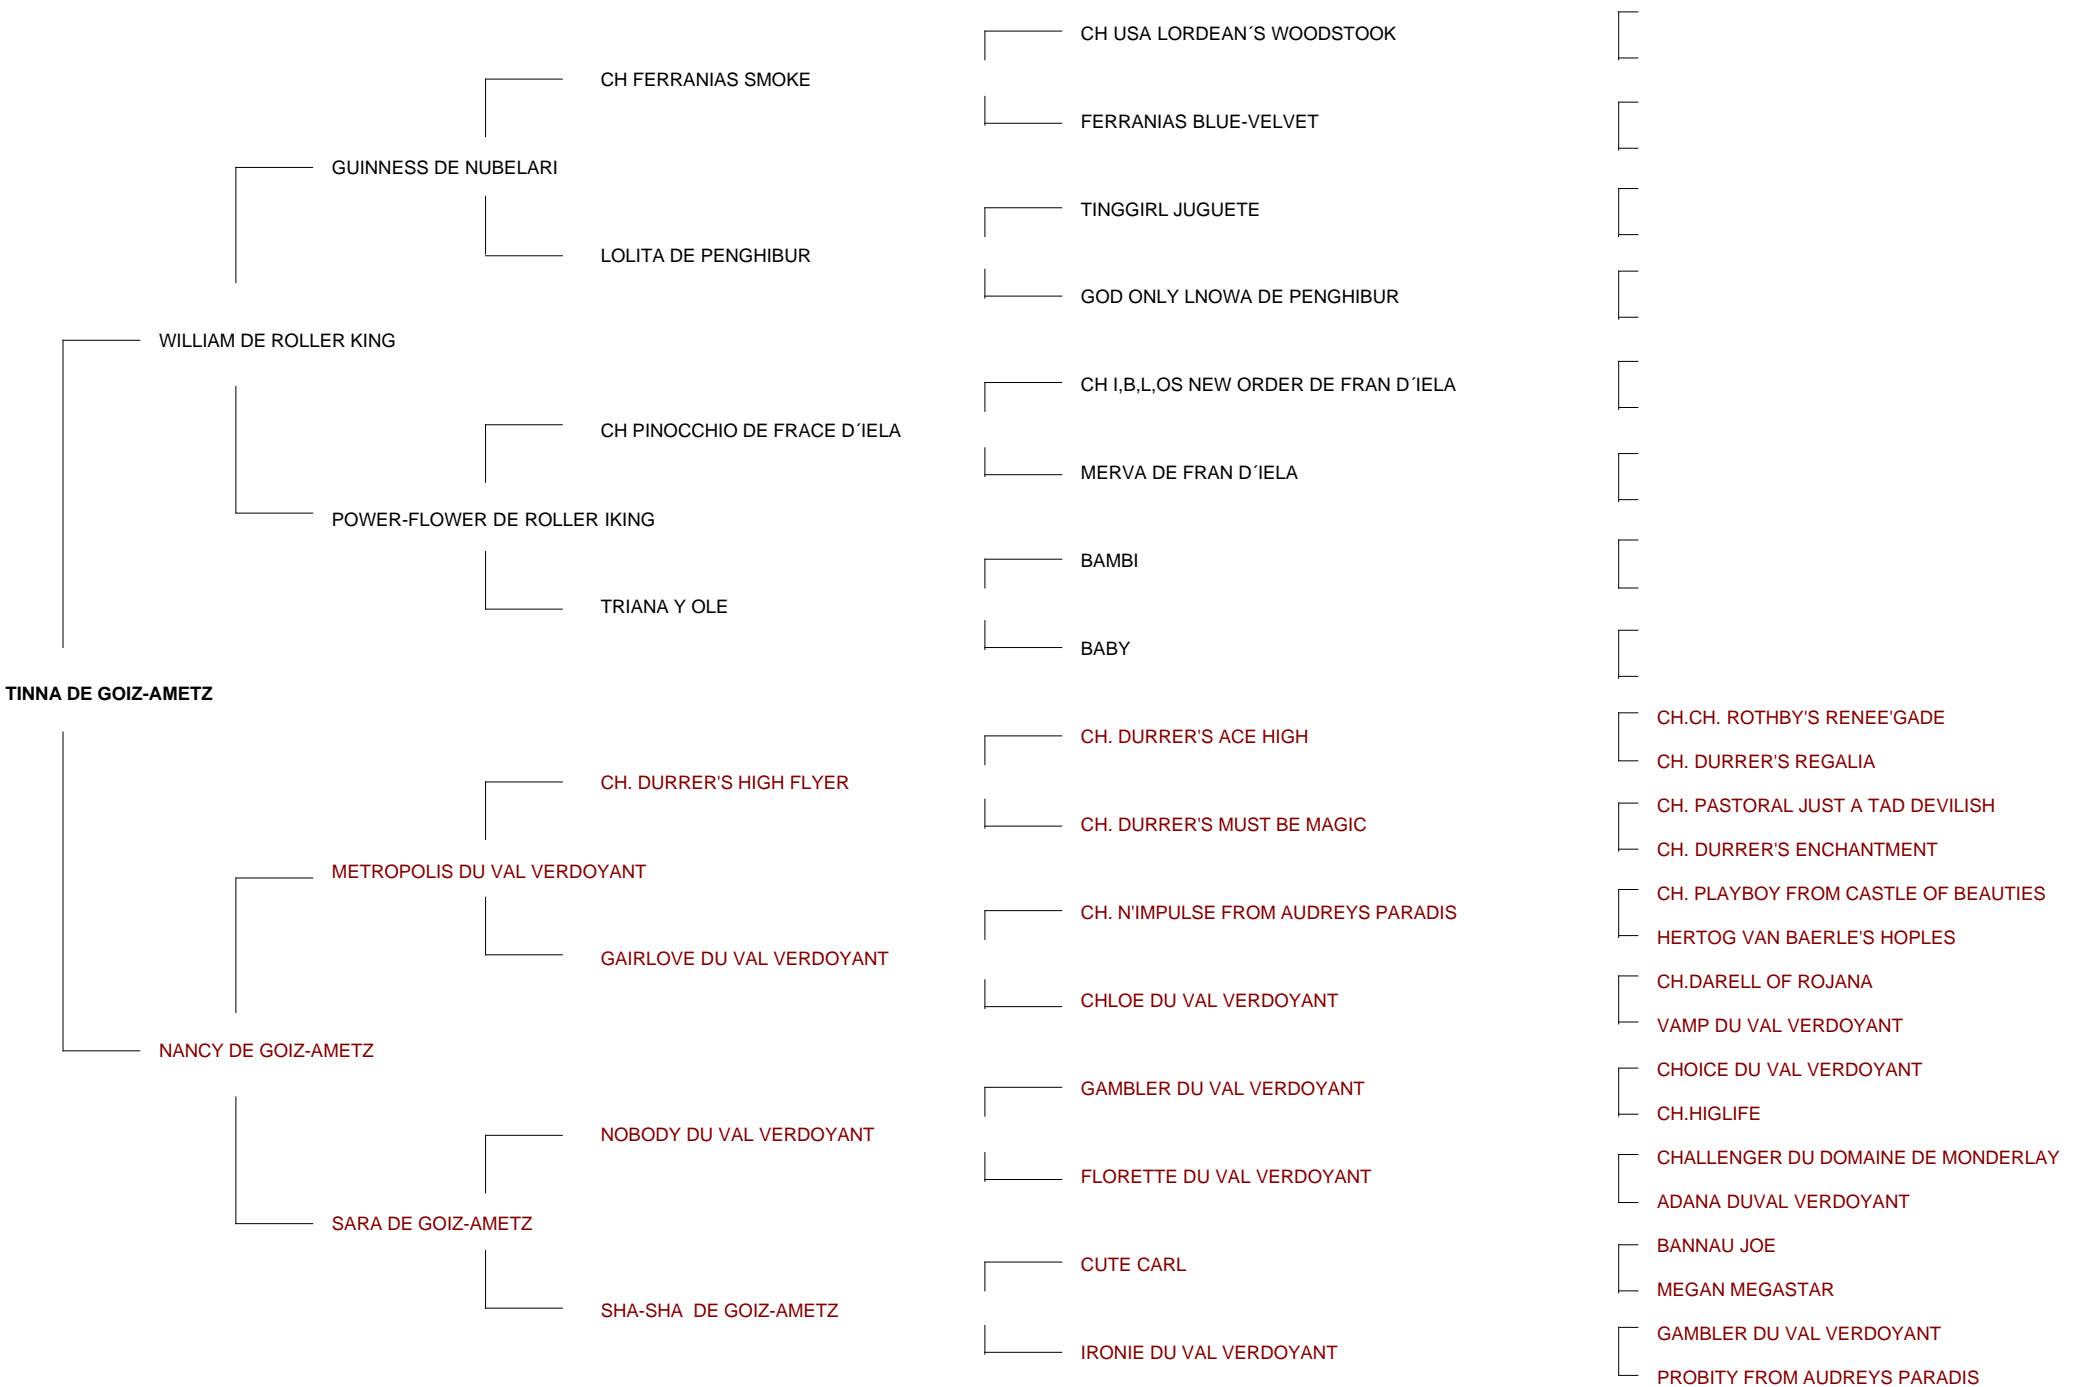 CH USA LORDEAN´S WOODSTOOK
CH FERRANIAS SMOKE
FERRANIAS BLUE-VELVET
GUINNESS DE NUBELARI
TINGGIRL JUGUETE
LOLITA DE PENGHIBUR
GOD ONLY LNOWA DE PENGHIBUR
WILLIAM DE ROLLER KING
CH I,B,L,OS NEW ORDER DE FRAN D´IELA
CH PINOCCHIO DE FRACE D´IELA
MERVA DE FRAN D´IELA
POWER-FLOWER DE ROLLER IKING
BAMBI
TRIANA Y OLE
BABY
TINNA DE GOIZ-AMETZ
CH.CH. ROTHBY'S RENEE'GADE
CH. DURRER'S ACE HIGH
CH. DURRER'S REGALIA
CH. DURRER'S HIGH FLYER
CH. PASTORAL JUST A TAD DEVILISH
CH. DURRER'S MUST BE MAGIC
CH. DURRER'S ENCHANTMENT
METROPOLIS DU VAL VERDOYANT
CH. PLAYBOY FROM CASTLE OF BEAUTIES
CH. N'IMPULSE FROM AUDREYS PARADIS
HERTOG VAN BAERLE'S HOPLES
GAIRLOVE DU VAL VERDOYANT
CH.DARELL OF ROJANA
CHLOE DU VAL VERDOYANT
VAMP DU VAL VERDOYANT
NANCY DE GOIZ-AMETZ
CHOICE DU VAL VERDOYANT
GAMBLER DU VAL VERDOYANT
CH.HIGLIFE
NOBODY DU VAL VERDOYANT
CHALLENGER DU DOMAINE DE MONDERLAY
FLORETTE DU VAL VERDOYANT
ADANA DUVAL VERDOYANT
SARA DE GOIZ-AMETZ
BANNAU JOE
CUTE CARL
MEGAN MEGASTAR
SHA-SHA  DE GOIZ-AMETZ
GAMBLER DU VAL VERDOYANT
IRONIE DU VAL VERDOYANT
PROBITY FROM AUDREYS PARADIS